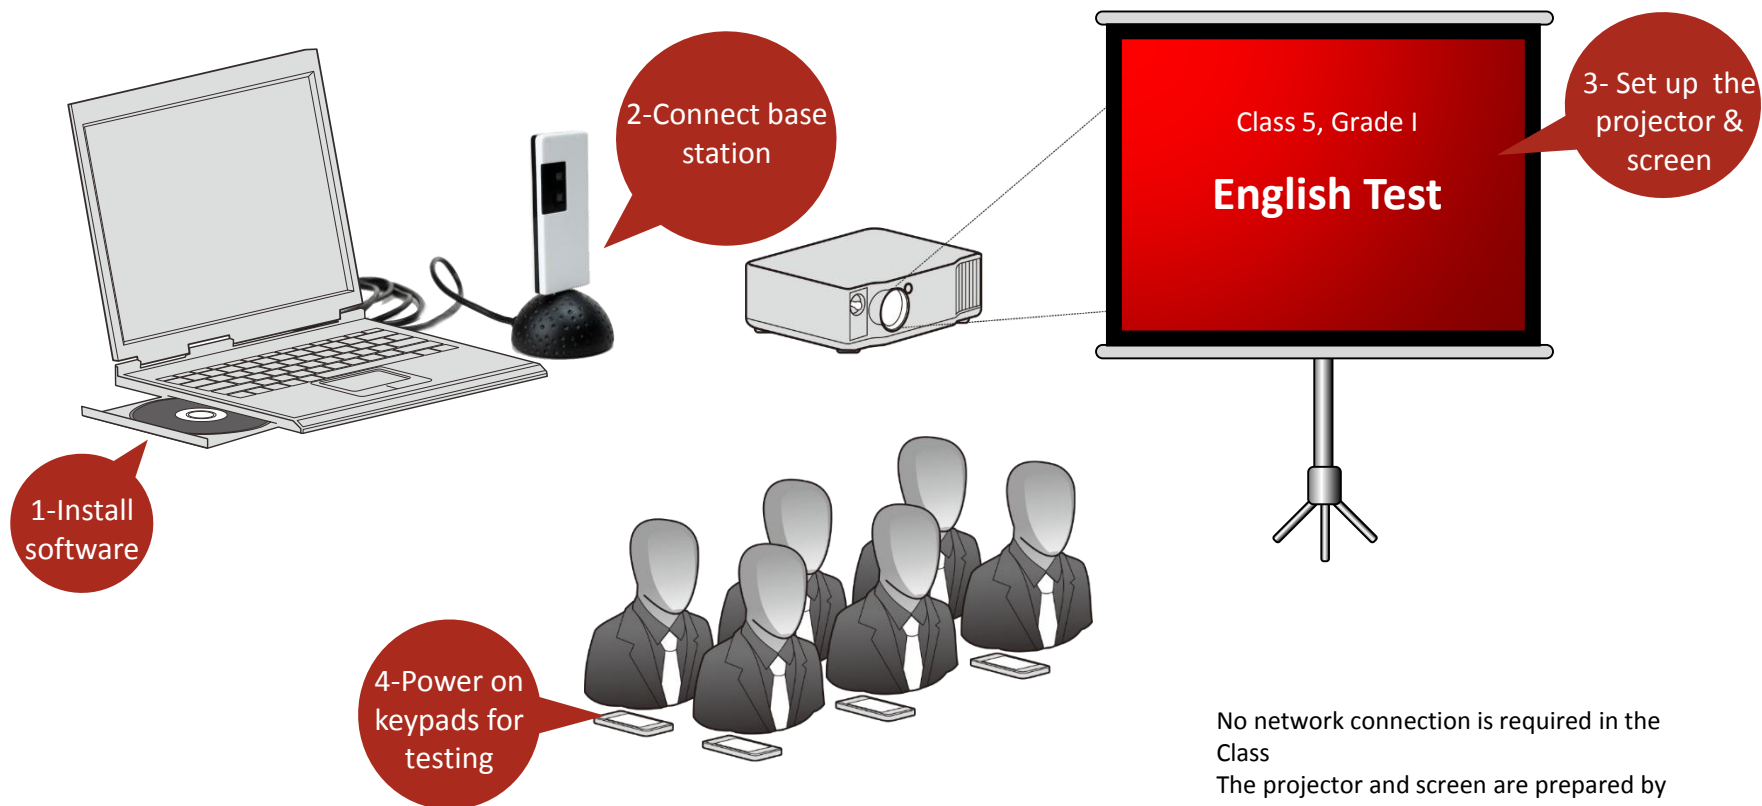 2-Connect base
station
Class 5, Grade I
English Test
3- Set up the
projector &
screen
1-Install
software
4-Power on
keypads for
testing
No network connection is required in the
Class
The projector and screen are prepared by